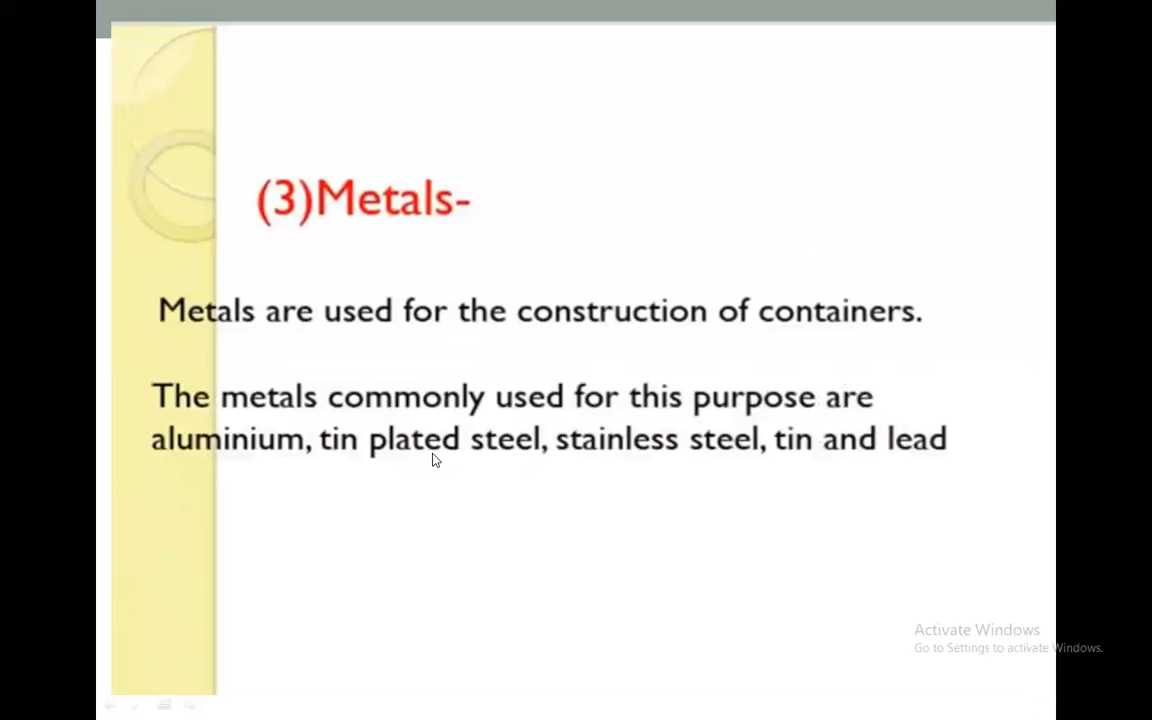 (3)Metals-
Metals are used for the construction of containers.
The metals commonly used for this purpose are
aluminium, tin plated steel, stainless steel, tin and lead
Activate Windows
Go to Settings to activate Windows.